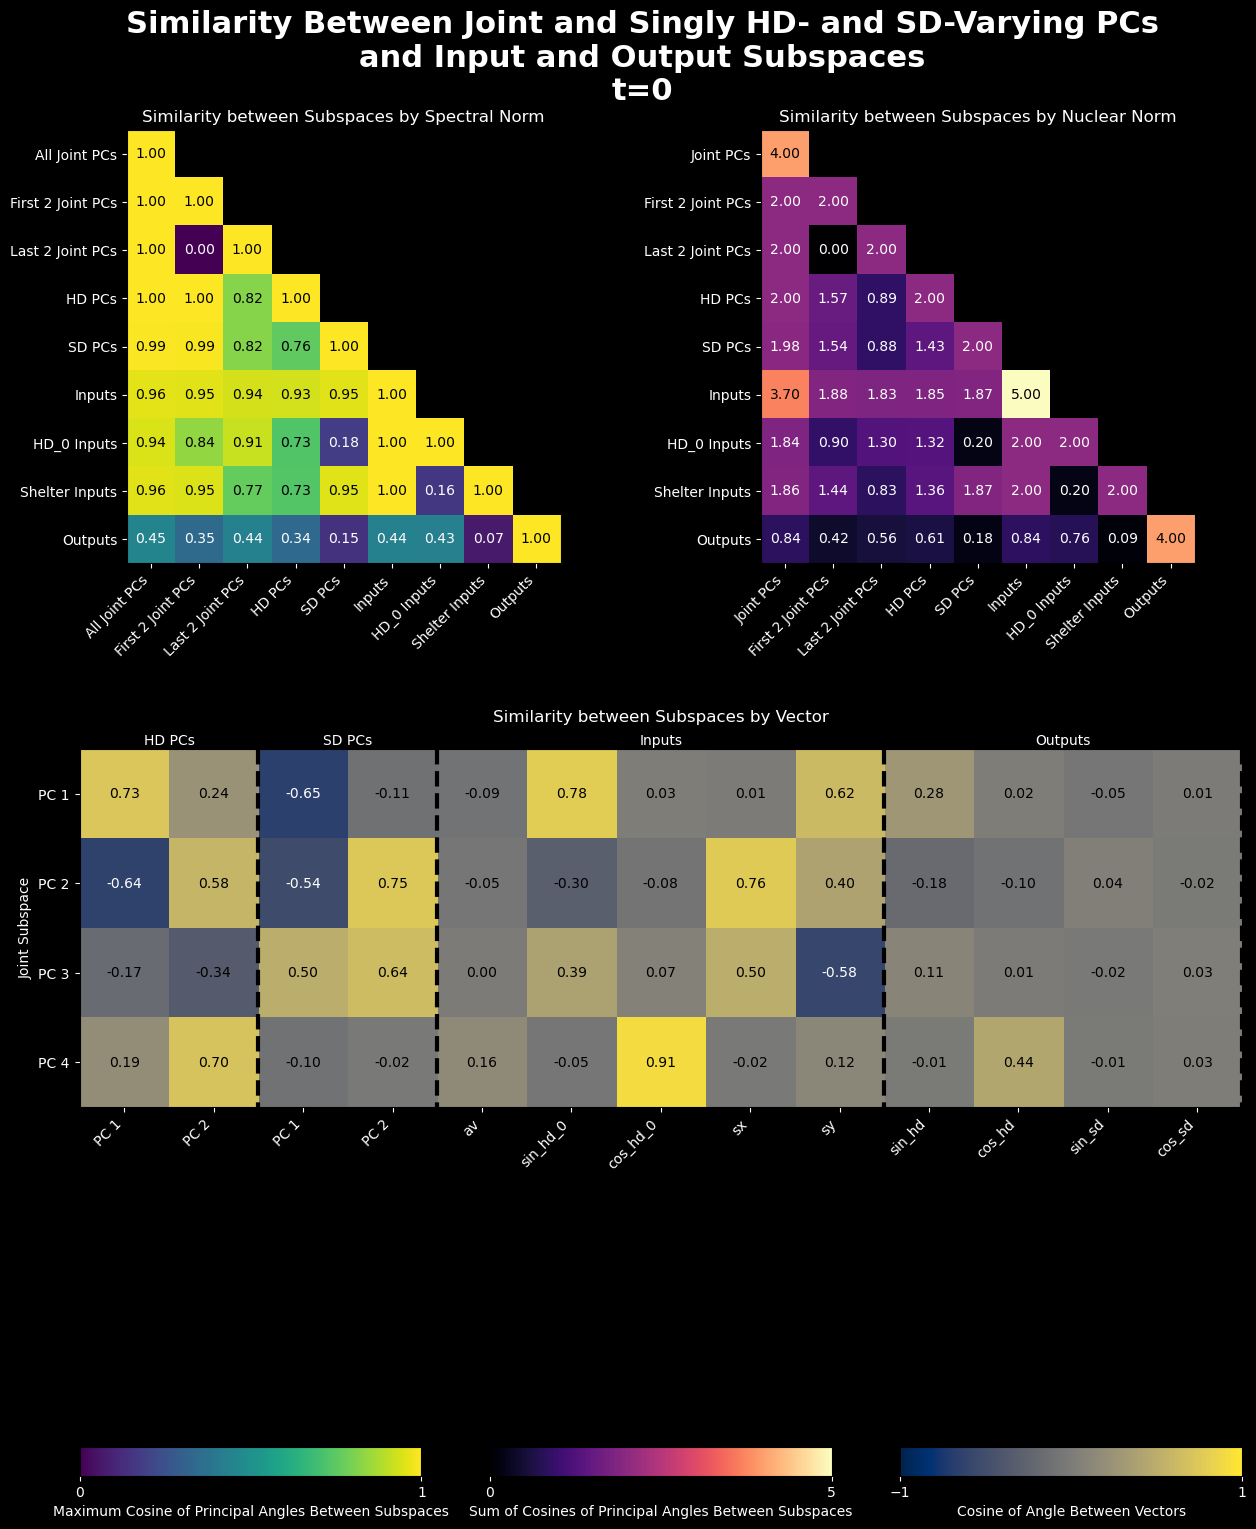 Similarity Between Joint and Singly HD- and SD-Varying PCs
and Input and Output Subspaces
t=0
Similarity between Subspaces by Spectral Norm
All Joint PCs 1.00
First 2 Joint PCs 1.00 1.00
Last 2 Joint PCs 1.00 0.00 1.00
HD PCs 1.00 1.00 0.82 1.00
SD PCs 0.99 0.99 0.82 0.76 1.00
Inputs 0.96 0.95 0.94 0.93 0.95 1.00
HD_0 Inputs 0.94 0.84 0.91 0.73 0.18 1.00 1.00
Shelter Inputs 0.96 0.95 0.77 0.73 0.95 1.00 0.16 1.00
Outputs 0.45 0.35 0.44 0.34 0.15 0.44 0.43 0.07 1.00
All Joint PCs First 2 Joint PCs Last 2 Joint PCs HD PCs SD PCs Inputs HD_0 Inputs Shelter Inputs Outputs
Similarity between Subspaces by Nuclear Norm
Joint PCs 4.00
First 2 Joint PCs 2.00 2.00
Last 2 Joint PCs 2.00 0.00 2.00
HD PCs 2.00 1.57 0.89 2.00
SD PCs 1.98 1.54 0.88 1.43 2.00
Inputs 3.70 1.88 1.83 1.85 1.87 5.00
HD_0 Inputs 1.84 0.90 1.30 1.32 0.20 2.00 2.00
Shelter Inputs 1.86 1.44 0.83 1.36 1.87 2.00 0.20 2.00
Outputs 0.84 0.42 0.56 0.61 0.18 0.84 0.76 0.09 4.00
Joint PCs First 2 Joint PCs Last 2 Joint PCs HD PCs SD PCs Inputs HD_0 Inputs Shelter Inputs Outputs
Similarity between Subspaces by Vector
HD PCs SD PCs Inputs Outputs
Joint Subspace
PC 1 0.73 0.24 -0.65 -0.11 -0.09 0.78 0.03 0.01 0.62 0.28 0.02 -0.05 0.01
PC 2 -0.64 0.58 -0.54 0.75 -0.05 -0.30 -0.08 0.76 0.40 -0.18 -0.10 0.04 -0.02
PC 3 -0.17 -0.34 0.50 0.64 0.00 0.39 0.07 0.50 -0.58 0.11 0.01 -0.02 0.03
PC 4 0.19 0.70 -0.10 -0.02 0.16 -0.05 0.91 -0.02 0.12 -0.01 0.44 -0.01 0.03
PC 1 PC 2 PC 1 PC 2 av sin_hd_0 cos_hd_0 sx sy sin_hd cos_hd sin_sd cos_sd
0 1
Maximum Cosine of Principal Angles Between Subspaces
0 5
Sum of Cosines of Principal Angles Between Subspaces
−1 1
Cosine of Angle Between Vectors